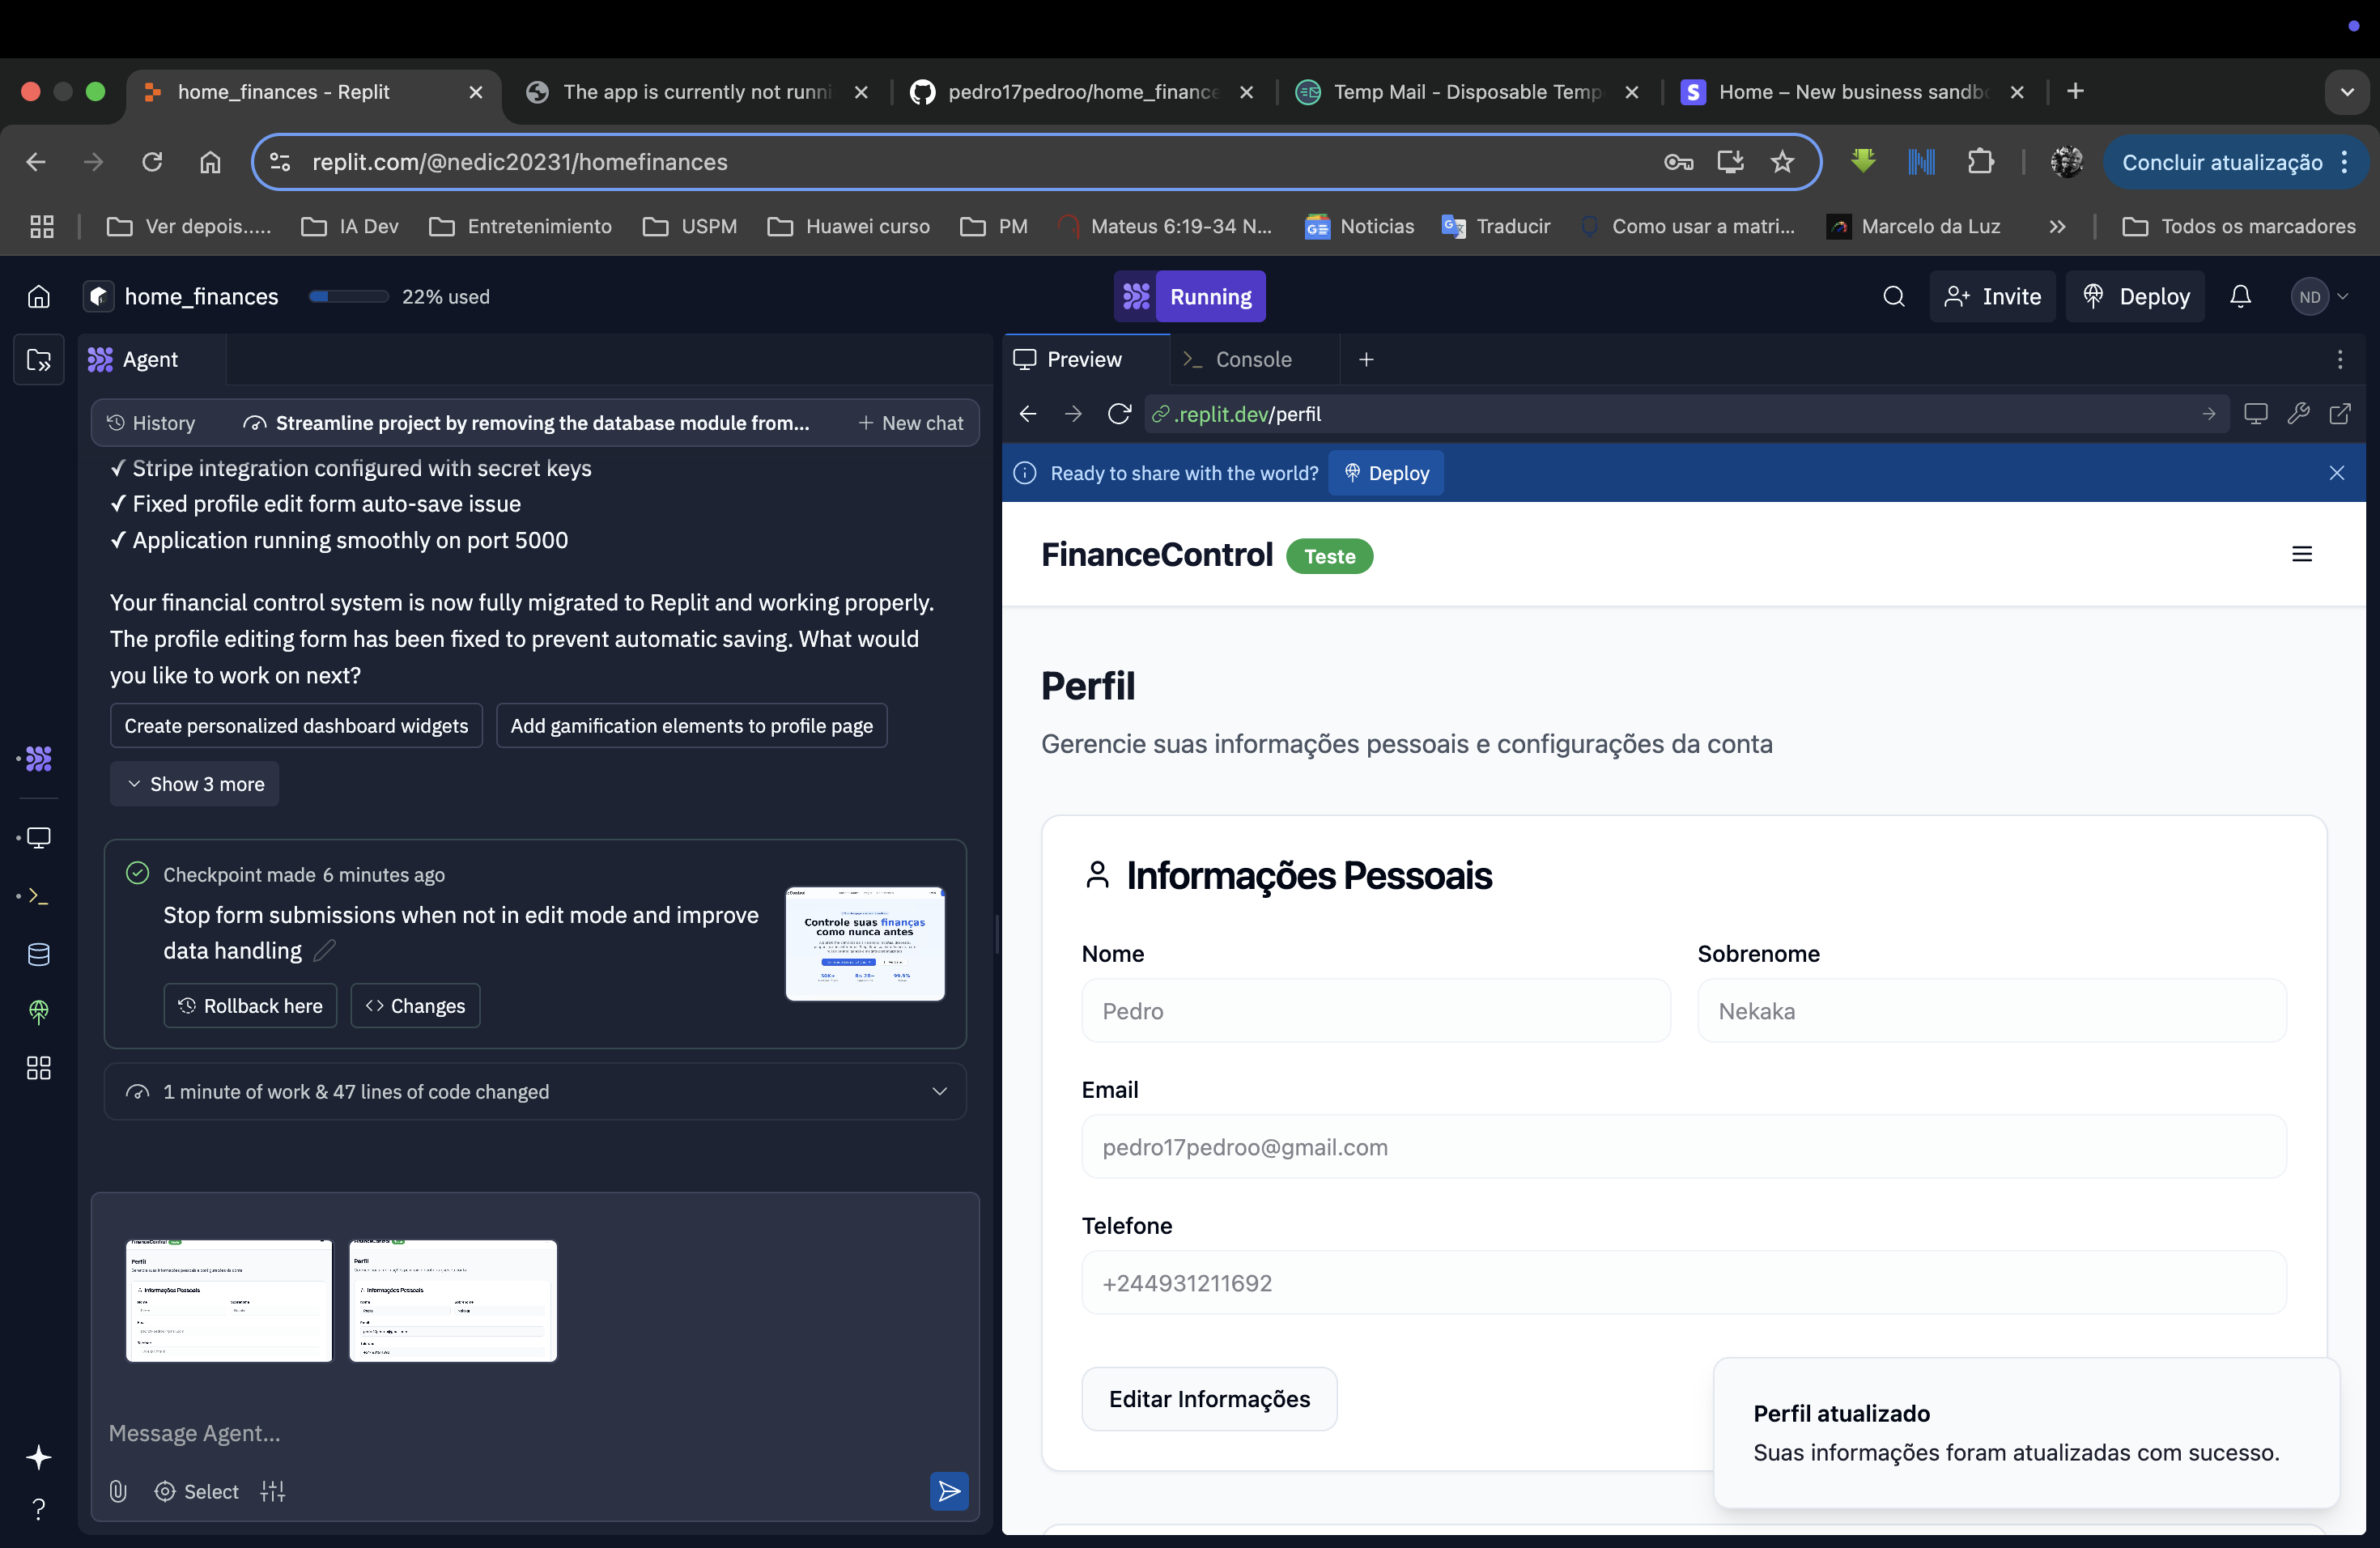 home_finances - Replit
The app is currently not runni
pedro17pedroo/home_finance
Temp Mail - Disposable Temp
Home – New business sandb
replit.com/@nedic20231/homefinances
Concluir atualização
Ver depois.....
IA Dev
Entretenimiento
USPM
Huawei curso
PM
Mateus 6:19-34 N...
Noticias
Traducir
Como usar a matri...
Marcelo da Luz
Todos os marcadores
home_finances
22% used
Running
Invite
Deploy
ND
Agent
History
Streamline project by removing the database module from...
New chat
✓ Stripe integration configured with secret keys
✓ Fixed profile edit form auto-save issue
✓ Application running smoothly on port 5000
Your financial control system is now fully migrated to Replit and working properly.
The profile editing form has been fixed to prevent automatic saving. What would
you like to work on next?
Create personalized dashboard widgets
Add gamification elements to profile page
Show 3 more
Checkpoint made 6 minutes ago
Stop form submissions when not in edit mode and improve
data handling
Rollback here
Changes
Controle suas finanças
como nunca antes
1 minute of work & 47 lines of code changed
Perfil
Informações Pessoais
Perfil
Informações Pessoais
Message Agent...
Select
Preview
Console
.replit.dev/perfil
Ready to share with the world?
Deploy
FinanceControl
Teste
Perfil
Gerencie suas informações pessoais e configurações da conta
Informações Pessoais
Nome
Sobrenome
Pedro
Nekaka
Email
pedro17pedroo@gmail.com
Telefone
+244931211692
Editar Informações
Perfil atualizado
Suas informações foram atualizadas com sucesso.